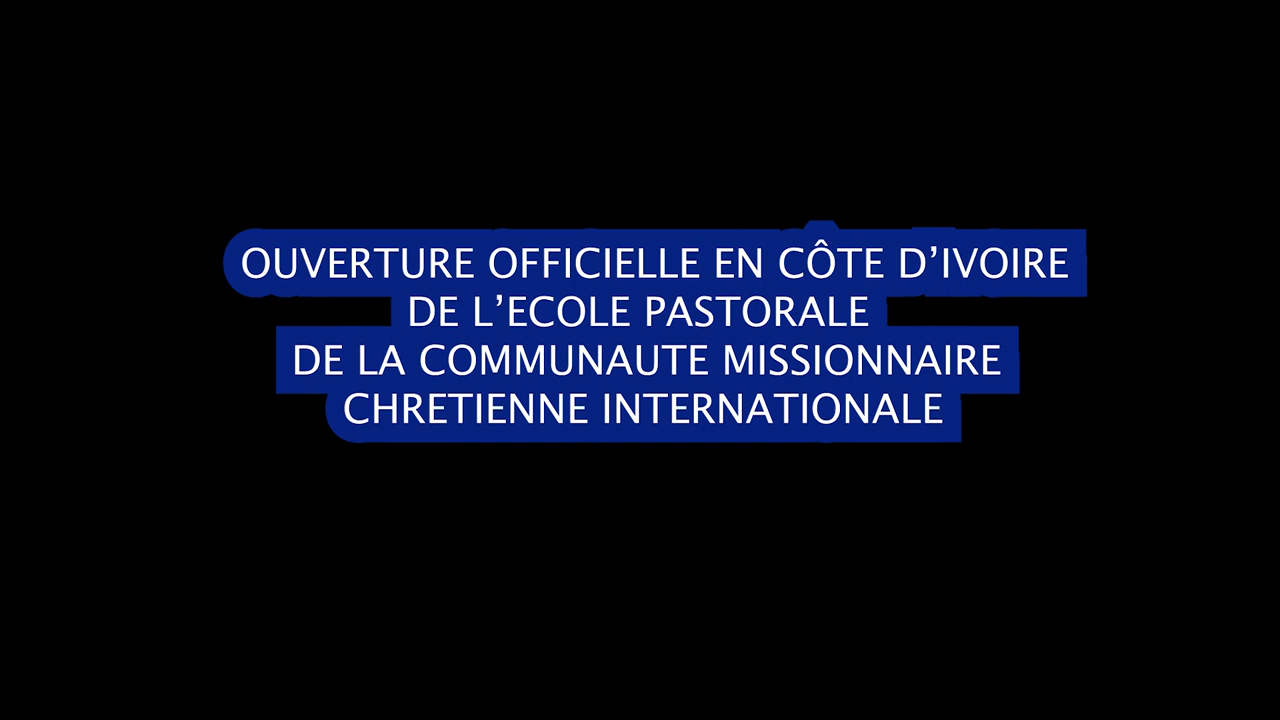 OUVERTURE OFFICIELLE EN CÔTE D’IVOIRE
DE L’ECOLE PASTORALE
DE LA COMMUNAUTE MISSIONNAIRE
CHRETIENNE INTERNATIONALE